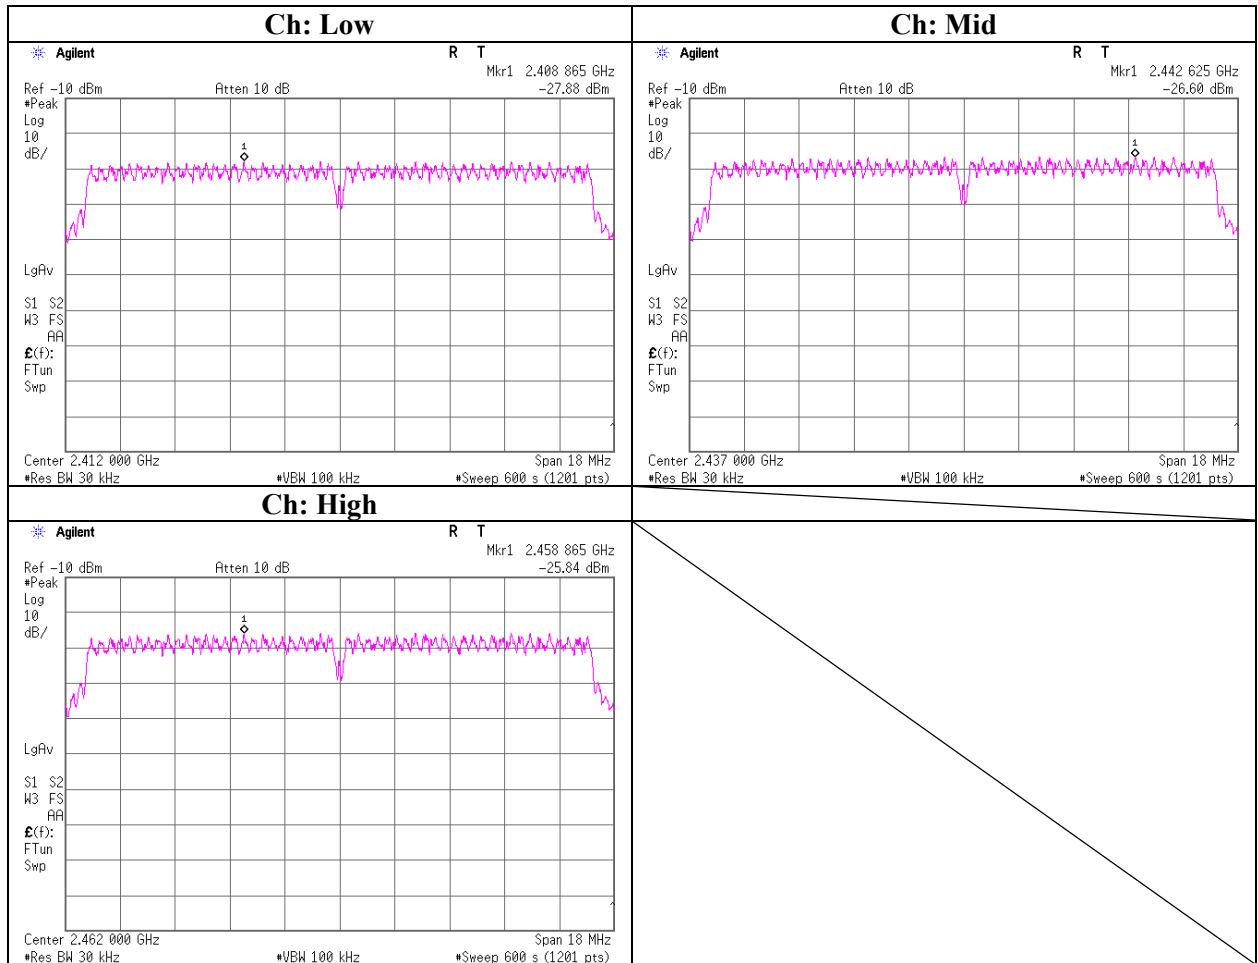 Ch: Low
Agilent
R T
Mkr1 2.408 865 GHz
Ref -10 dBm
Atten 10 dB
-27.88 dBm
#Peak
Log
10
dB/
1
LgAv
S1 S2
W3 FS
AA
£(f):
FTun
Swp
Center 2.412 000 GHz
Span 18 MHz
#Res BW 30 kHz
#VBW 100 kHz
#Sweep 600 s (1201 pts)
Ch: Mid
Agilent
R T
Mkr1 2.442 625 GHz
Ref -10 dBm
Atten 10 dB
-26.60 dBm
#Peak
Log
10
dB/
1
LgAv
S1 S2
W3 FS
AA
£(f):
FTun
Swp
Center 2.437 000 GHz
Span 18 MHz
#Res BW 30 kHz
#VBW 100 kHz
#Sweep 600 s (1201 pts)
Ch: High
Agilent
R T
Mkr1 2.458 865 GHz
Ref -10 dBm
Atten 10 dB
-25.84 dBm
#Peak
Log
10
dB/
1
LgAv
S1 S2
W3 FS
AA
£(f):
FTun
Swp
Center 2.462 000 GHz
Span 18 MHz
#Res BW 30 kHz
#VBW 100 kHz
#Sweep 600 s (1201 pts)